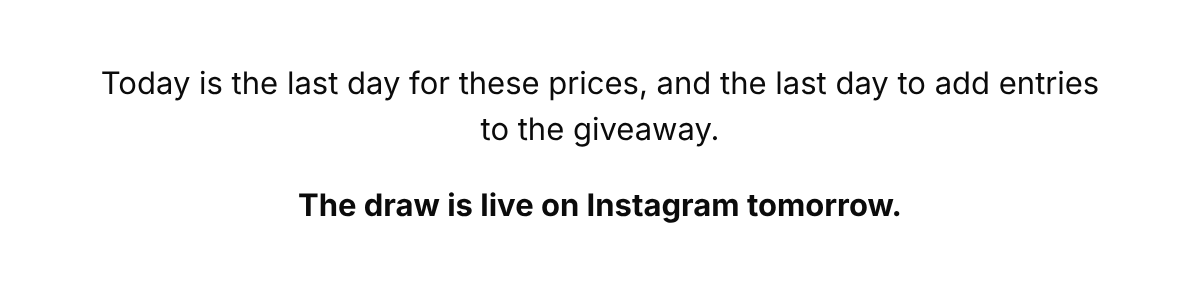 Today is the last day for these prices, and the last day to add entries
to the giveaway.
The draw is live on Instagram tomorrow.